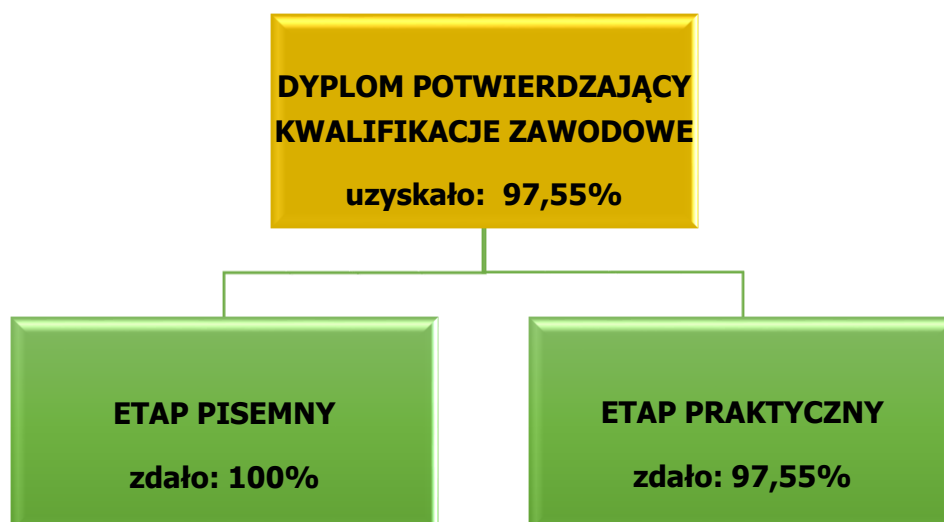 DYPLOM POTWIERDZAJĄCY
KWALIFIKACJE ZAWODOWE
uzyskało: 97,55%
ETAP PISEMNY
zdało: 100%
ETAP PRAKTYCZNY
zdało: 97,55%